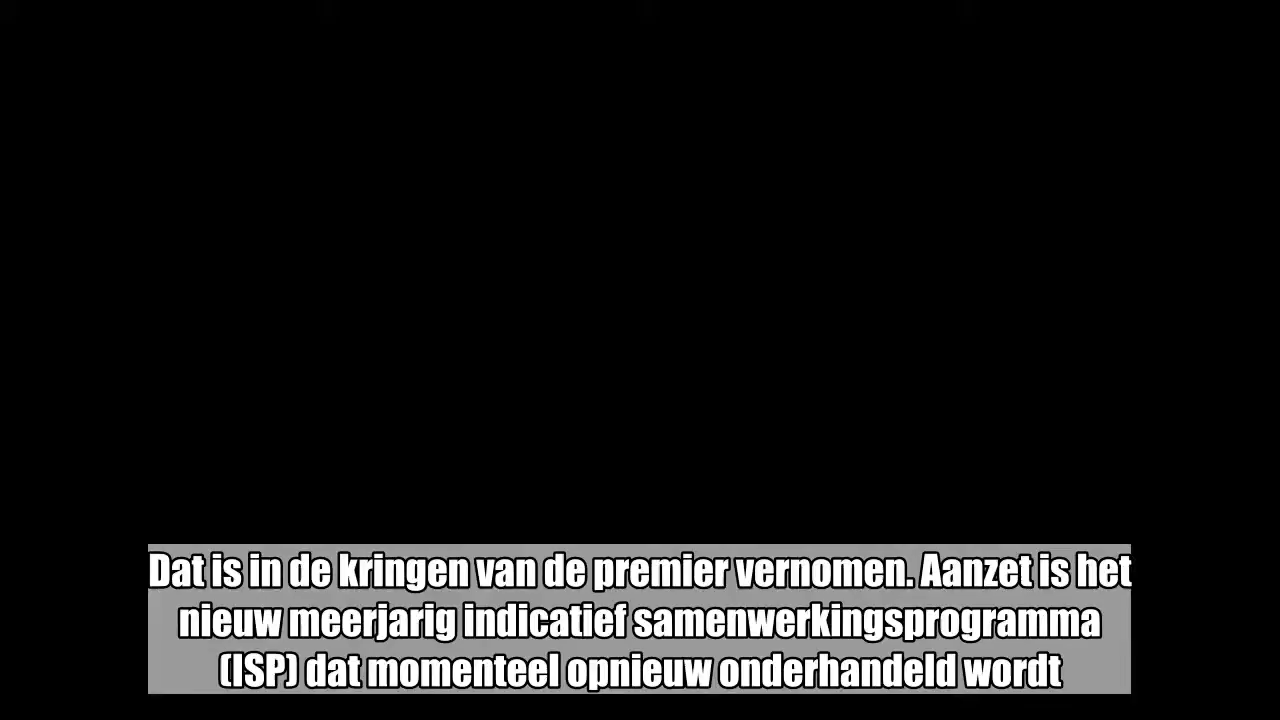 Dat is in de kringen van de premier vernomen. Aanzet is het
nieuw meerjarig indicatief samenwerkingsprogramma
(ISP) dat momenteel opnieuw onderhandeld wordt